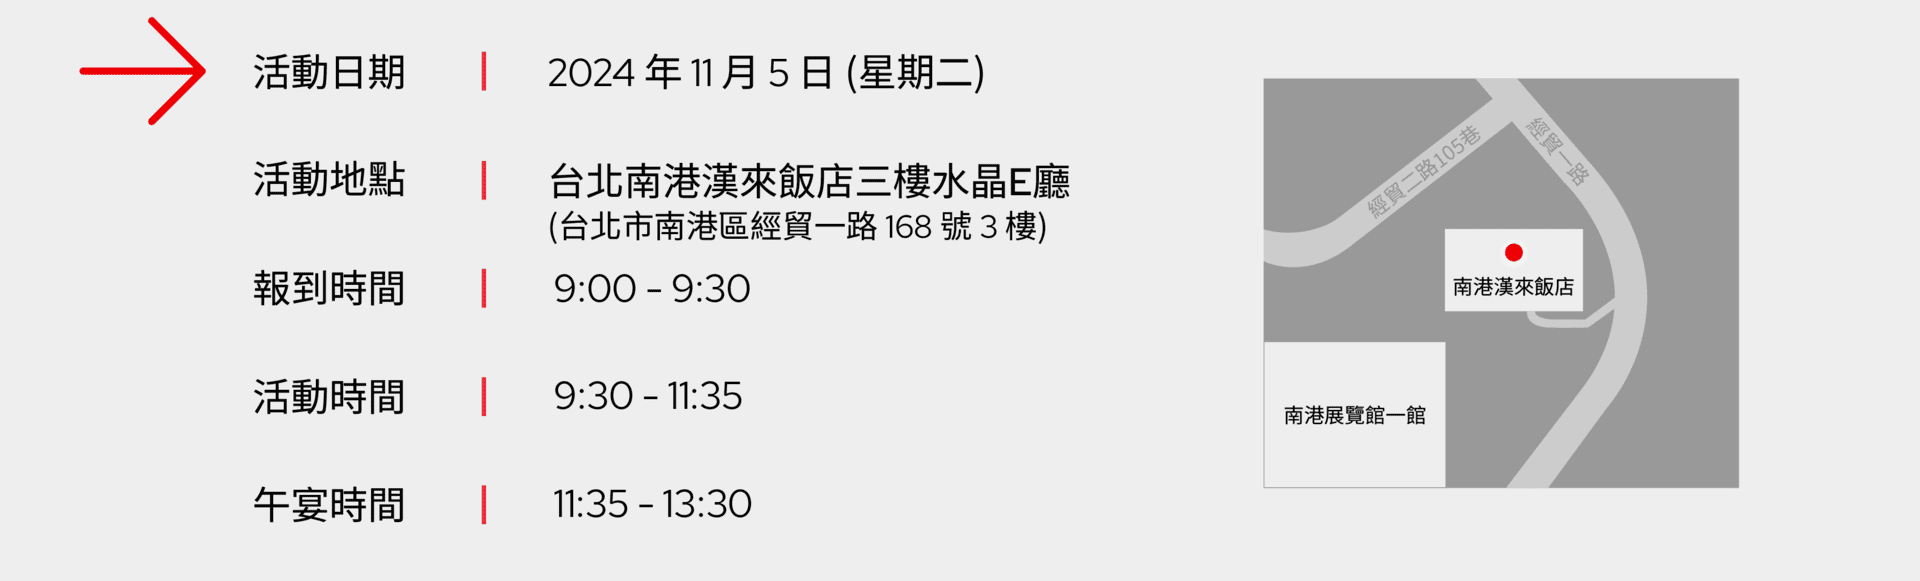 活動日期 | 2024 年 11 月 5 日 (星期二)
活動地點 | 台北南港漢來飯店三樓水晶E廳
(台北市南港區經貿一路 168 號 3 樓)
報到時間 | 9:00 - 9:30
活動時間 | 9:30 - 11:35
午宴時間 | 11:35 - 13:30
經貿二路105巷
經貿一路
南港漢來飯店
南港展覽館一館